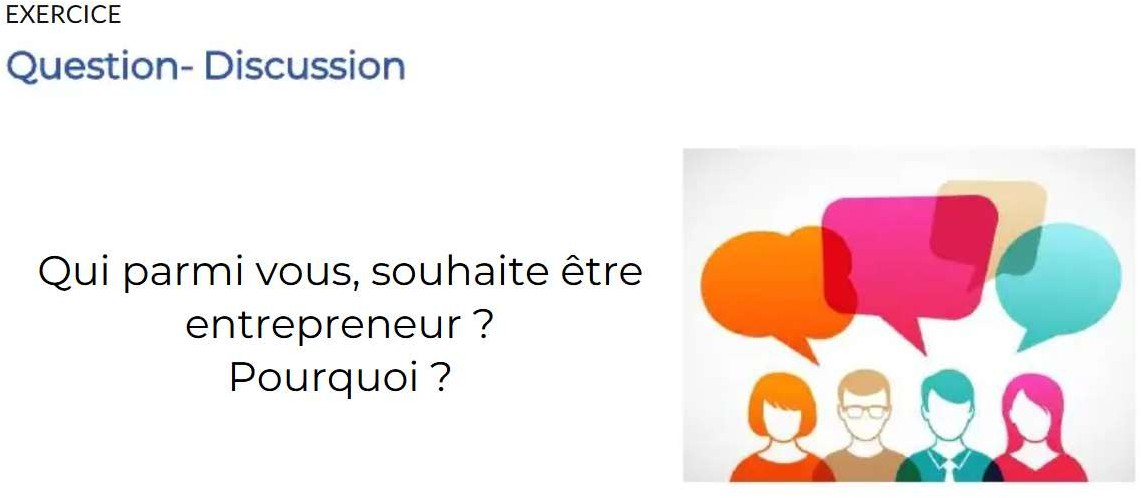 EXERCICE
Question- Discussion
Qui parmi vous, souhaite être
entrepreneur ?
Pourquoi ?